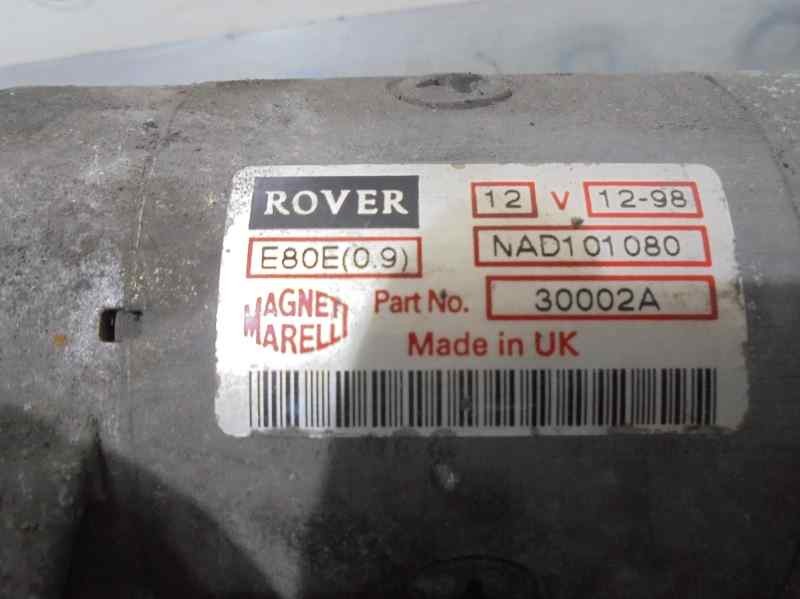 ROVER 12 V 12-98
E80E(0.9) NAD101080
MAGNETI MARELLI Part No. 30002A
Made in UK